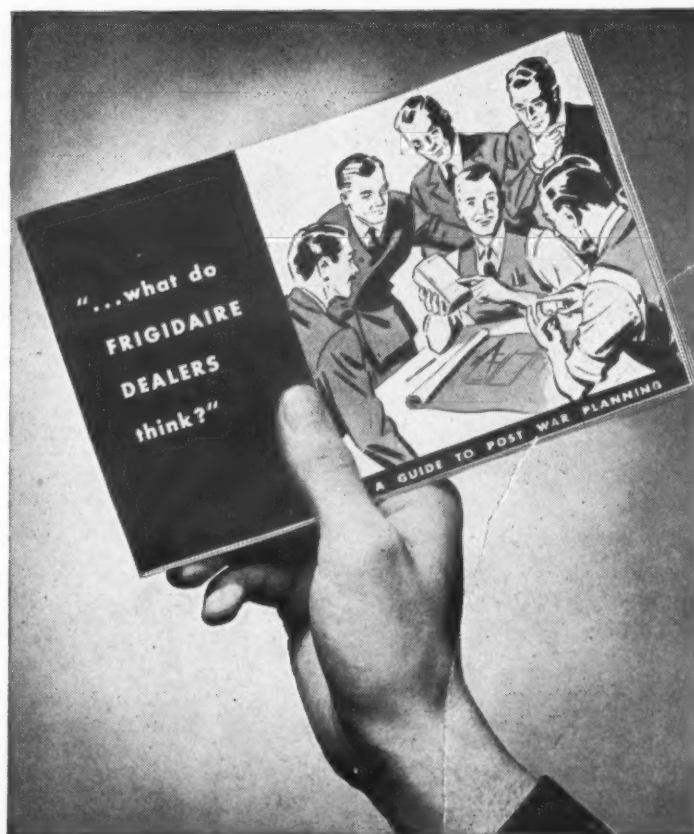 "...what do
FRIGIDAIRE
DEALERS
think?"
A GUIDE TO POST WAR PLANNING